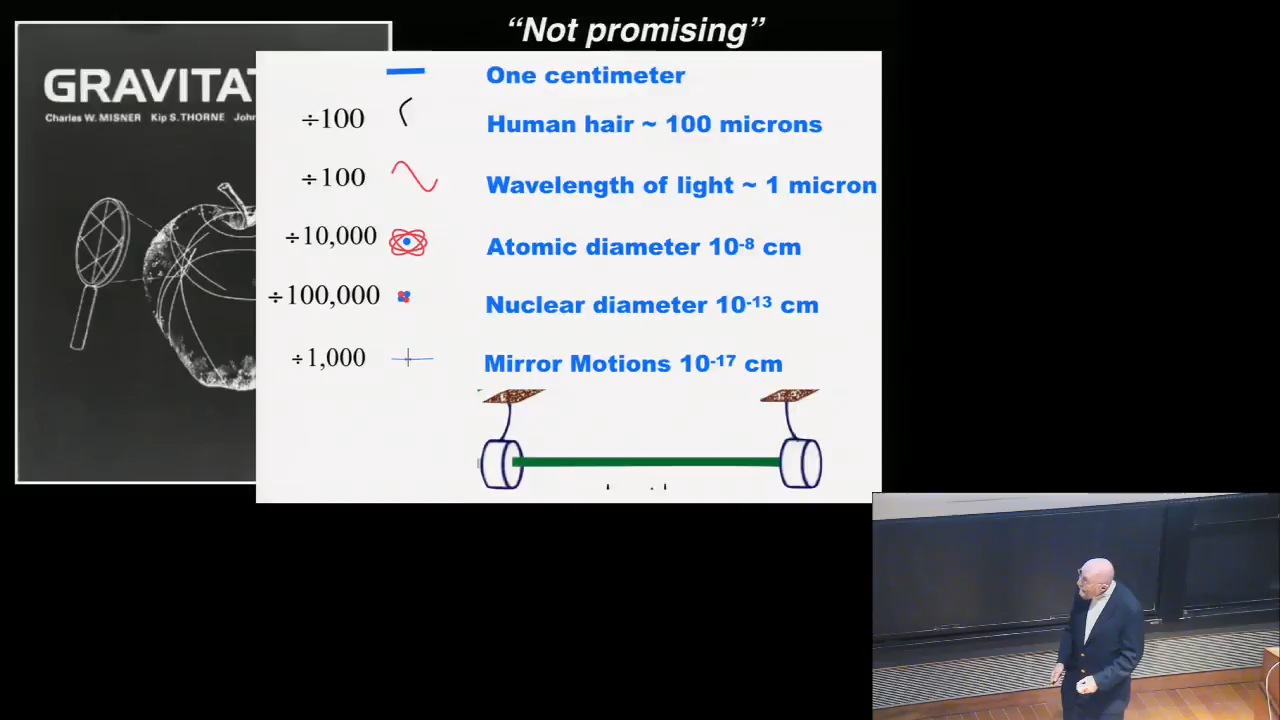 “Not promising”
GRAVITAT
Charles W. MISNER Kip S. THORNE John
One centimeter
÷100 Human hair ~ 100 microns
÷100 Wavelength of light ~ 1 micron
÷10,000 Atomic diameter 10⁻⁸ cm
÷100,000 Nuclear diameter 10⁻¹³ cm
÷1,000 Mirror Motions 10⁻¹⁷ cm